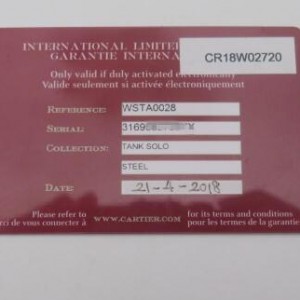 INTERNATIONAL LIMITE
GARANTIE INTERNA
CR18W02720
Only valid if duly activated electronically
Valide seulement si activée électroniquement
REFERENCE: WSTA0028
SERIAL:
COLLECTION: TANK SOLO
STEEL
DATE: 21-4-2018
Please refer to
WWW.CARTIER.COM
for its terms and conditions
ci de vous connecter à
pour les termes de la garantie